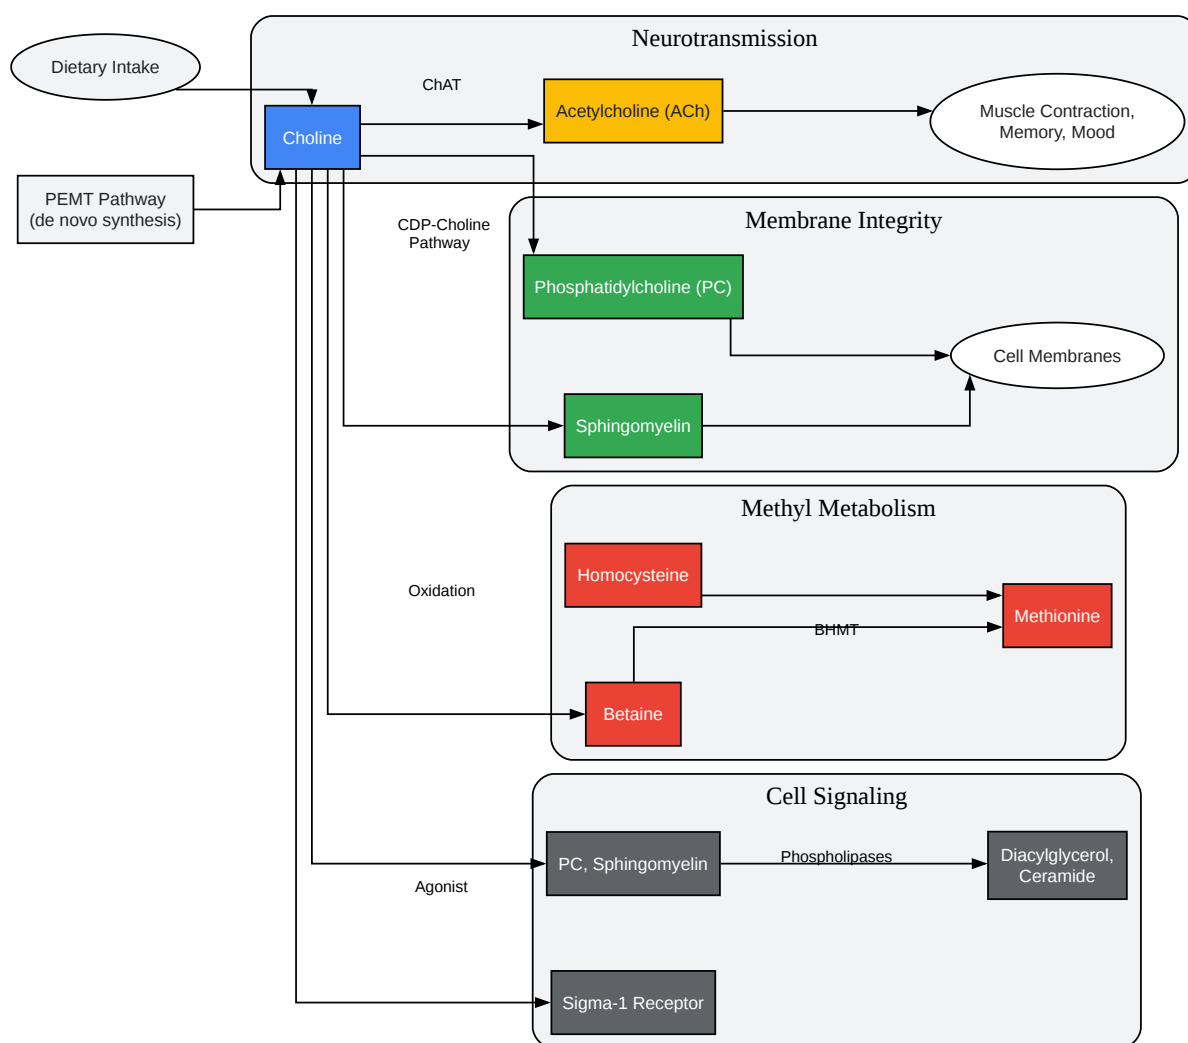 Neurotransmission
Dietary Intake
ChAT
Acetylcholine (ACh)
Muscle Contraction,
Memory, Mood
Choline
PEMT Pathway
(de novo synthesis)
CDP-Choline
Pathway
Membrane Integrity
Phosphatidylcholine (PC)
Cell Membranes
Sphingomyelin
Methyl Metabolism
Homocysteine
Oxidation
Methionine
BHMT
Betaine
Cell Signaling
PC, Sphingomyelin
Phospholipases
Diacylglycerol,
Ceramide
Agonist
Sigma-1 Receptor